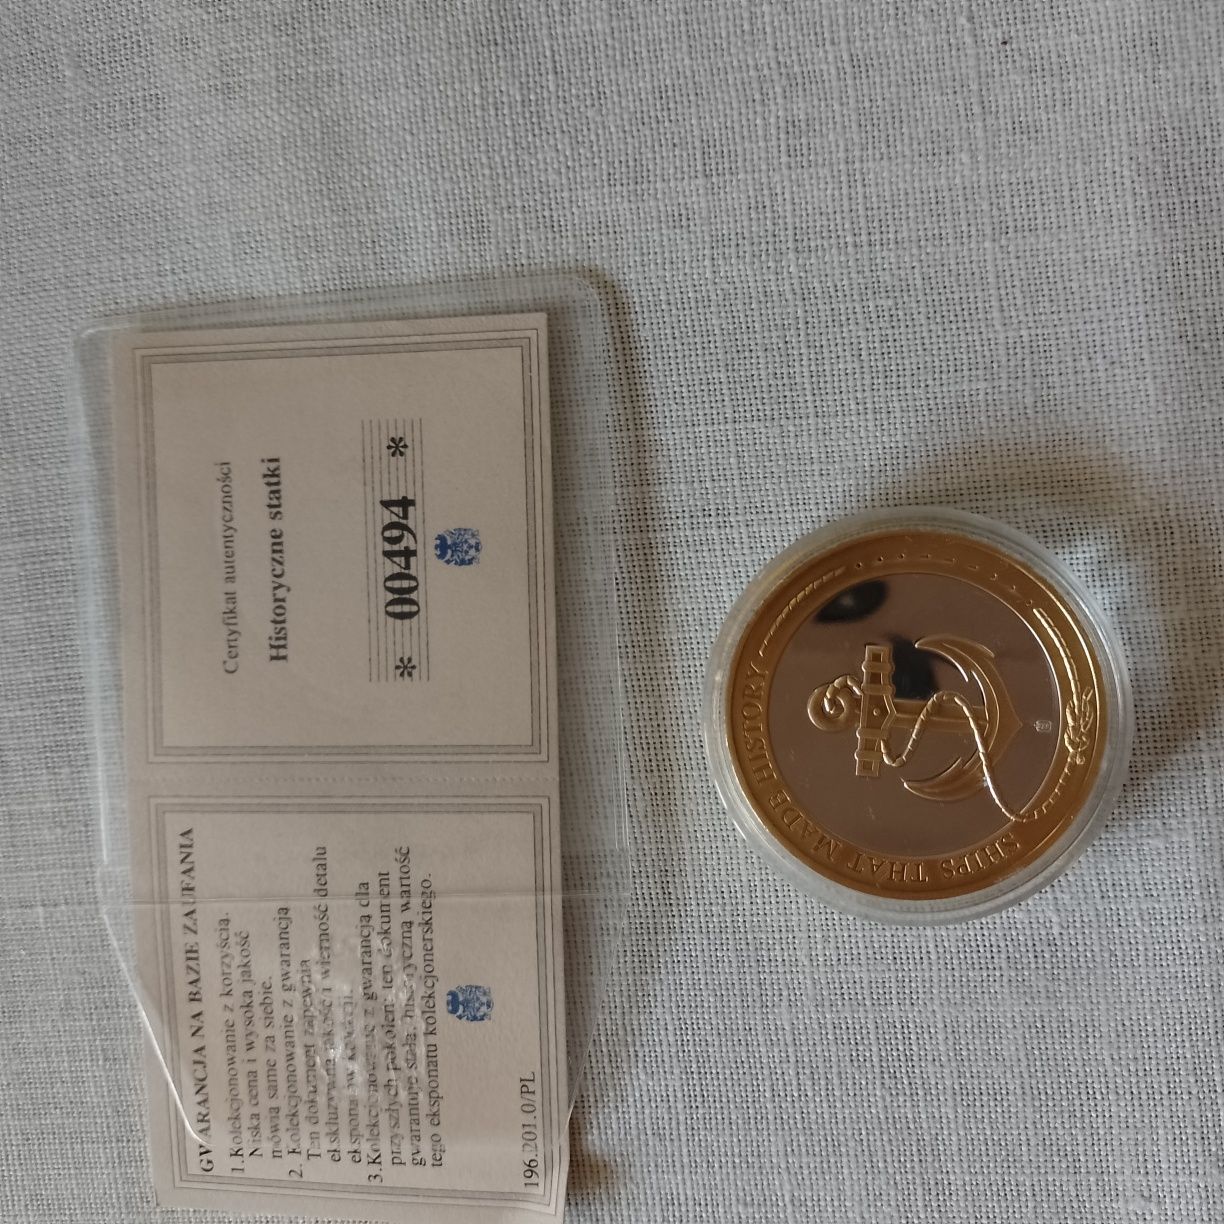 Certyfikat autentyczności
Historyczne statki
* 00494 *
GWARANCJA NA BAZIE ZAUFANIA
1.Kolekcjonowanie z korzyścią.
Niska cena i wysoka jakość
mówią same za siebie.
2. Kolekcjonowanie z gwarancją
Ten dokument zapewnia
ekskluzywną jakość i wierność detalu
eksponatów kolekcji.
3.Kolekcjonowanie z gwarancją dla
przyszłych pokoleń: ten dokument
gwarantuje stałą, historyczną wartość
tego eksponatu kolekcjonerskiego.
196.201.0/PL
SHIPS THAT MADE HISTORY